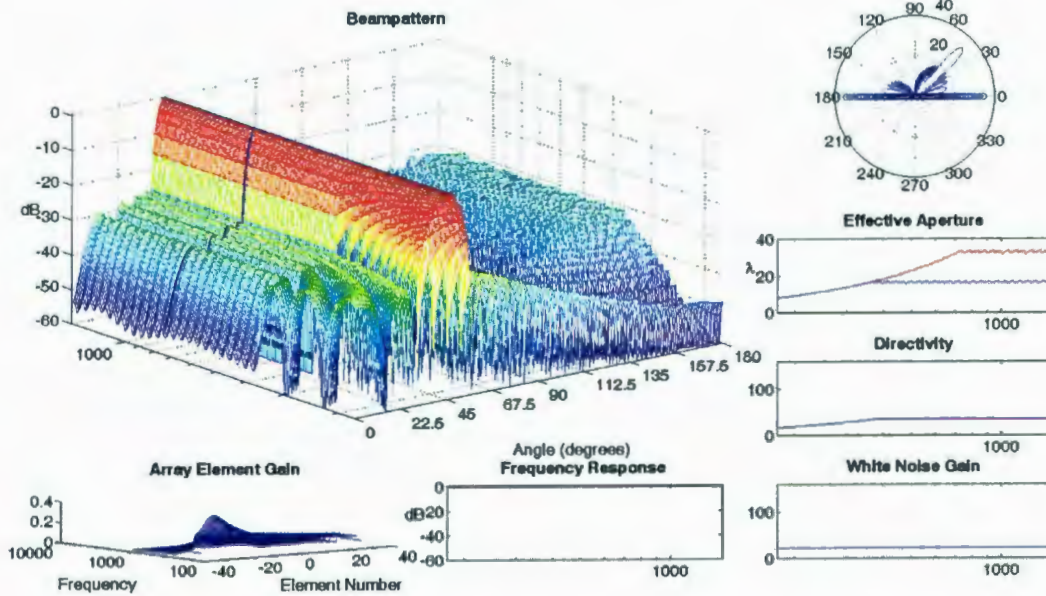 Beampattern
0
-10
-20
dB
-30
-40
-50
-60
1000
0
22.5
45
67.5
90
112.5
135
157.5
180
Angle (degrees)
90 40
120 60
150 20 30
180 0
210 330
240 270 300
Effective Aperture
40
λ 20
0
1000
Directivity
100
0
1000
Array Element Gain
0.4
0.2
0
10000 1000 100
-40 -20 0 20 40
Frequency Element Number
Frequency Response
0
dB-20
-40
-60
1000
White Noise Gain
100
0
1000